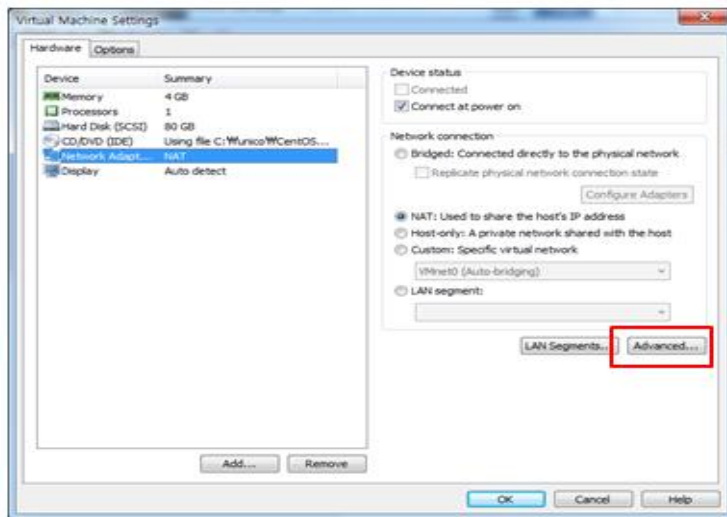 Virtual Machine Settings
Hardware Options
Device Summary
Memory 4 GB
Processors 1
Hard Disk (SCSI) 80 GB
CD/DVD (IDE) Using file C:₩unico₩CentOS...
Network Adapt... NAT
Display Auto detect
Add... Remove
Device status
Connected
Connect at power on
Network connection
Bridged: Connected directly to the physical network
Replicate physical network connection state
Configure Adapters
NAT: Used to share the host's IP address
Host-only: A private network shared with the host
Custom: Specific virtual network
VMnet0 (Auto-bridging)
LAN segment:
LAN Segments... Advanced...
OK Cancel Help